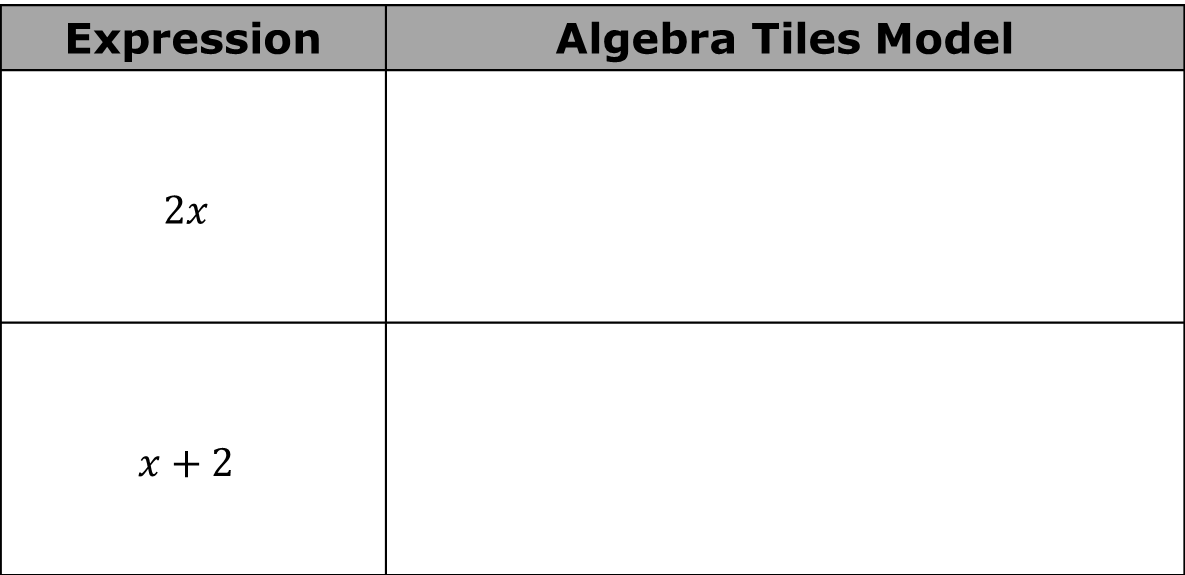 Expression Algebra Tiles Model
2𝑥
𝑥 + 2